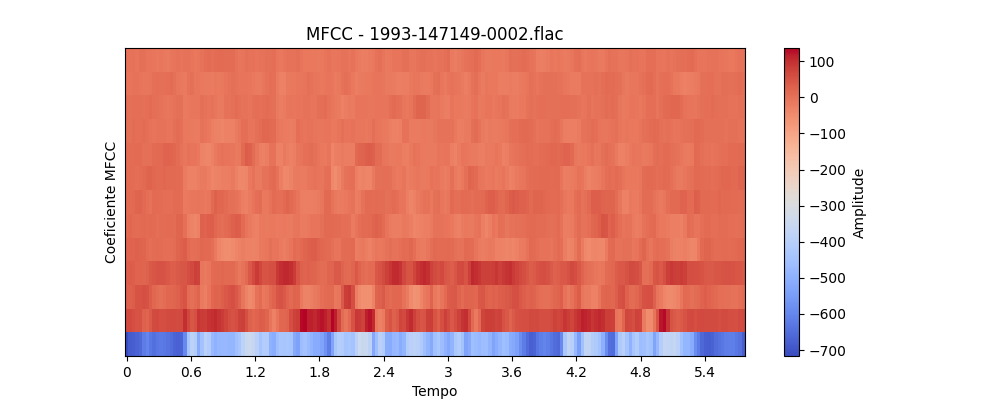 MFCC - 1993-147149-0002.flac
Coeficiente MFCC
0 0.6 1.2 1.8 2.4 3 3.6 4.2 4.8 5.4
Tempo
100
0
−100
−200
−300
−400
−500
−600
−700
Amplitude